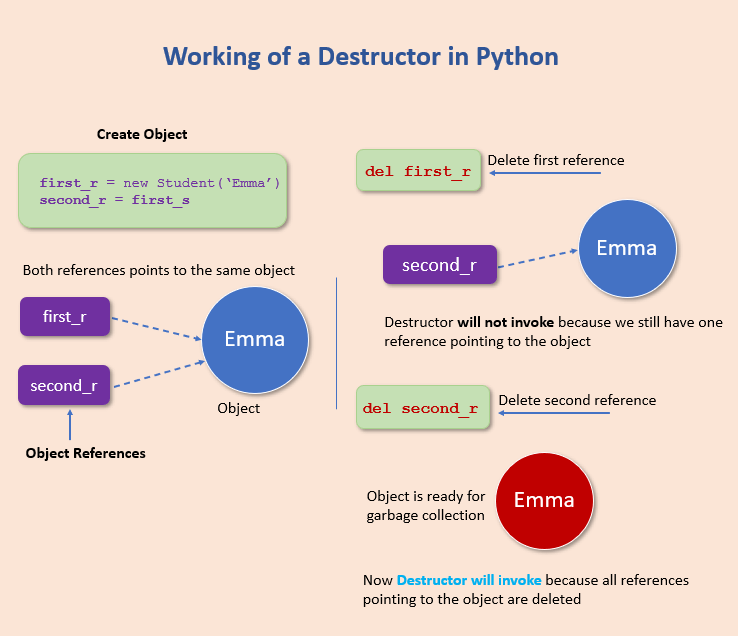 Working of a Destructor in Python
Create Object
first_r = new Student(‘Emma’)
second_r = first_s
Both references points to the same object
first_r
second_r
Emma
Object
Object References
del first_r
Delete first reference
second_r
Emma
Destructor will not invoke because we still have one
reference pointing to the object
del second_r
Delete second reference
Object is ready for
garbage collection
Emma
Now Destructor will invoke because all references
pointing to the object are deleted